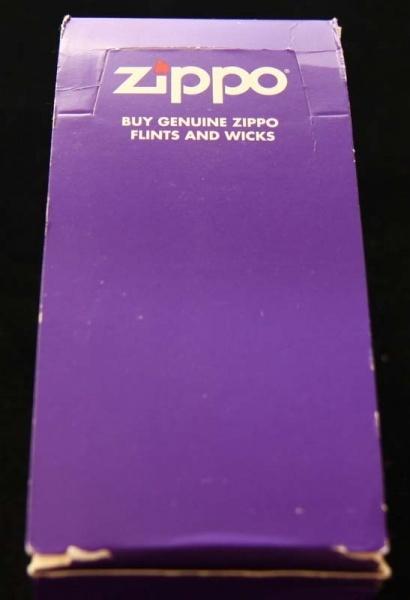 zippo®
BUY GENUINE ZIPPO
FLINTS AND WICKS